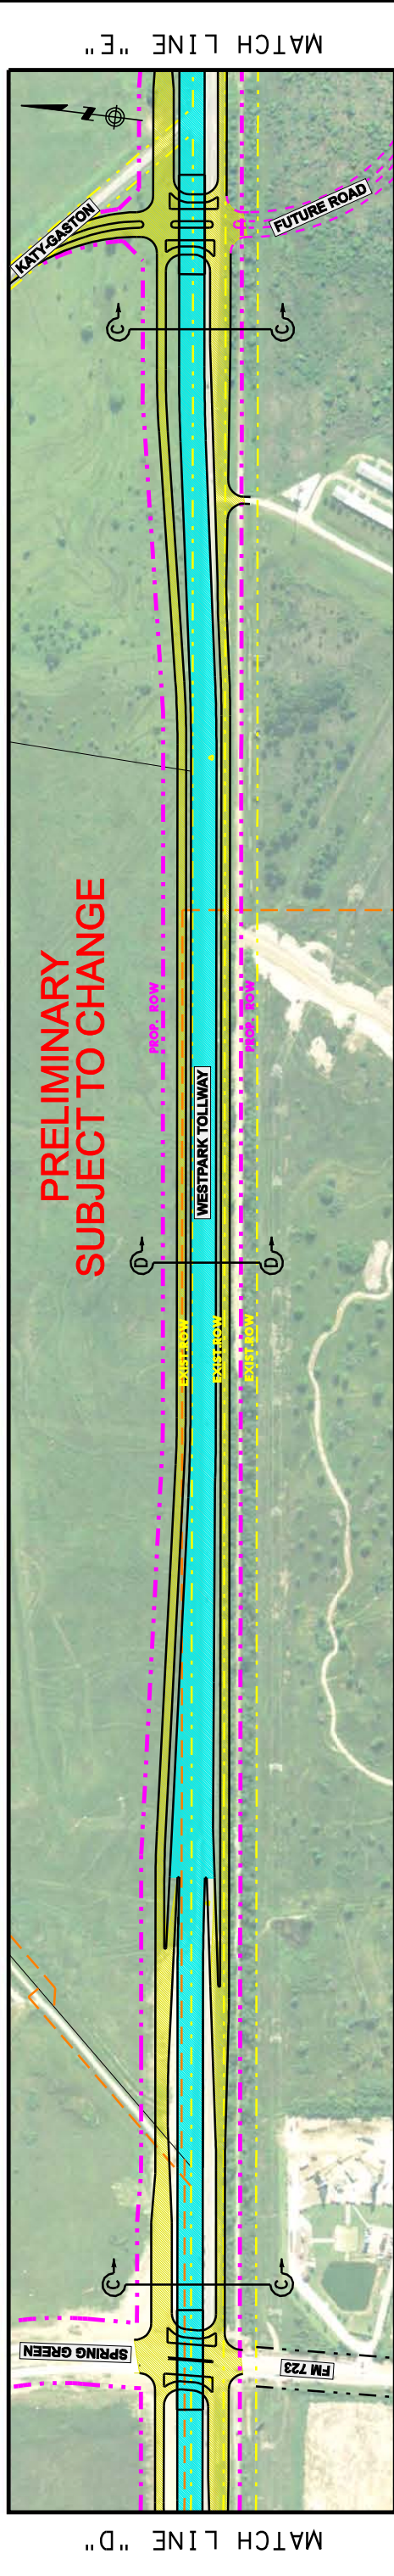 MATCH LINE "E"
KATY-GASTON
FUTURE ROAD
C
C
PRELIMINARY
SUBJECT TO CHANGE
PROP. ROW
PROP. ROW
WESTPARK TOLLWAY
D
D
EXIST.ROW
EXIST.ROW
EXIST.ROW
C
C
SPRING GREEN
FM 723
MATCH LINE "D"